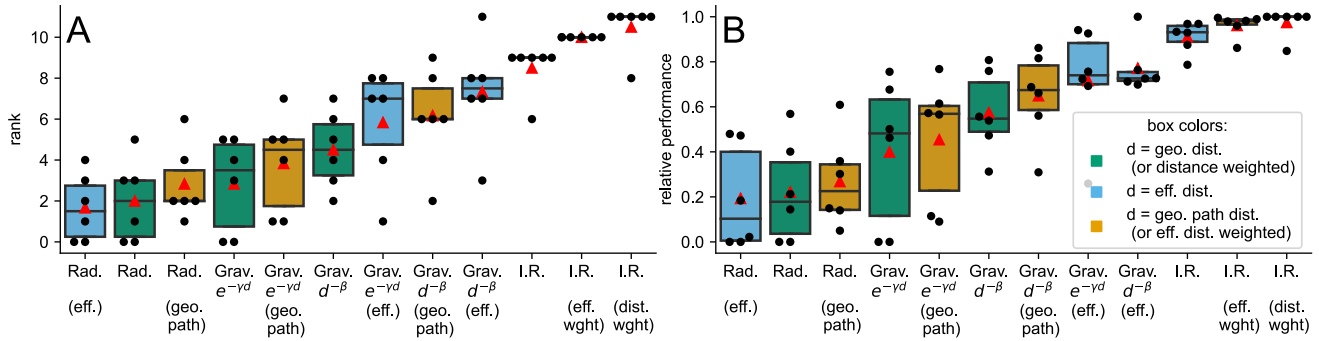 A
rank
10
8
6
4
2
0
Rad. Rad. Rad. Grav. Grav. Grav. Grav. Grav. Grav. I.R. I.R. I.R.
e^{−γd} e^{−γd} d^{−β} e^{−γd} d^{−β} d^{−β}
(eff.) (geo. (geo. (eff.) (geo. (eff.) (eff. (dist.
path) path) path) wght) wght)
B
relative performance
1.0
0.8
0.6
0.4
0.2
0.0
box colors:
d = geo. dist.
(or distance weighted)
d = eff. dist.
d = geo. path dist.
(or eff. dist. weighted)
Rad. Rad. Rad. Grav. Grav. Grav. Grav. Grav. Grav. I.R. I.R. I.R.
e^{−γd} e^{−γd} d^{−β} d^{−β} e^{−γd} d^{−β}
(eff.) (geo. (geo. (geo. (eff.) (eff.) (eff. (dist.
path) path) path) wght) wght)